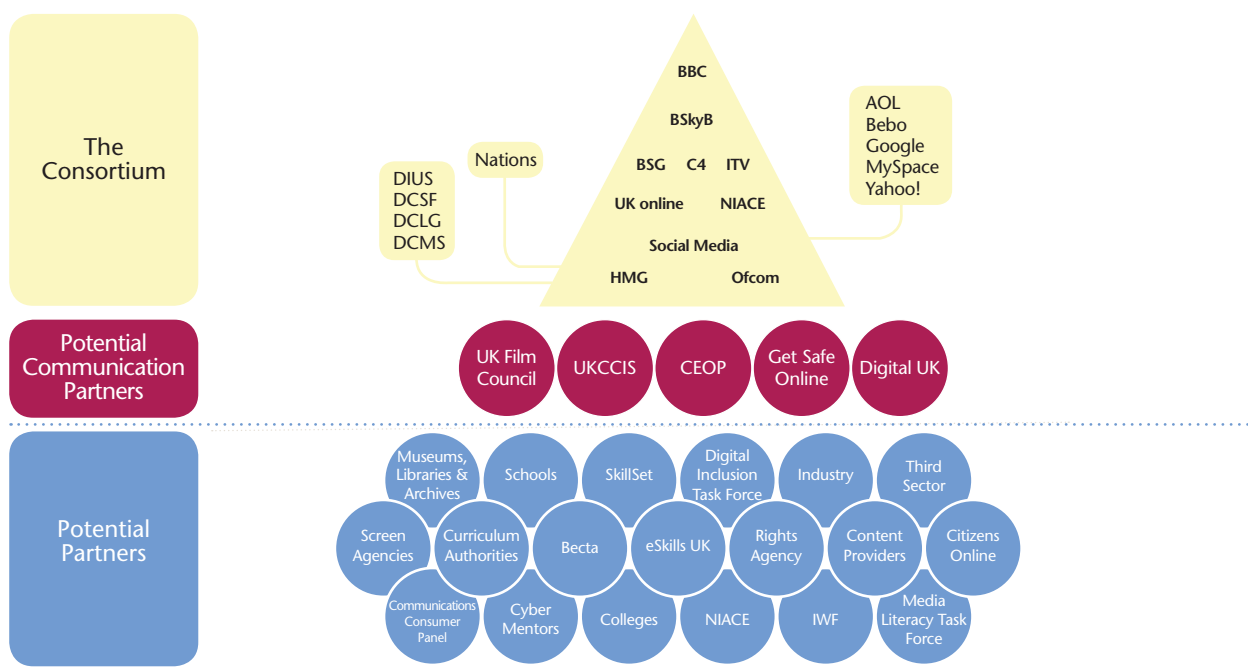 The
Consortium
BBC
BSkyB
BSG C4 ITV
UK online NIACE
Social Media
HMG Ofcom
DIUS
DCSF
DCLG
DCMS
Nations
AOL
Bebo
Google
MySpace
Yahoo!
Potential
Communication
Partners
UK Film
Council
UKCCIS
CEOP
Get Safe
Online
Digital UK
Potential
Partners
Museums,
Libraries &
Archives
Schools
SkillSet
Digital
Inclusion
Task Force
Industry
Third
Sector
Screen
Agencies
Curriculum
Authorities
Becta
eSkills UK
Rights
Agency
Content
Providers
Citizens
Online
Communications
Consumer
Panel
Cyber
Mentors
Colleges
NIACE
IWF
Media
Literacy Task
Force